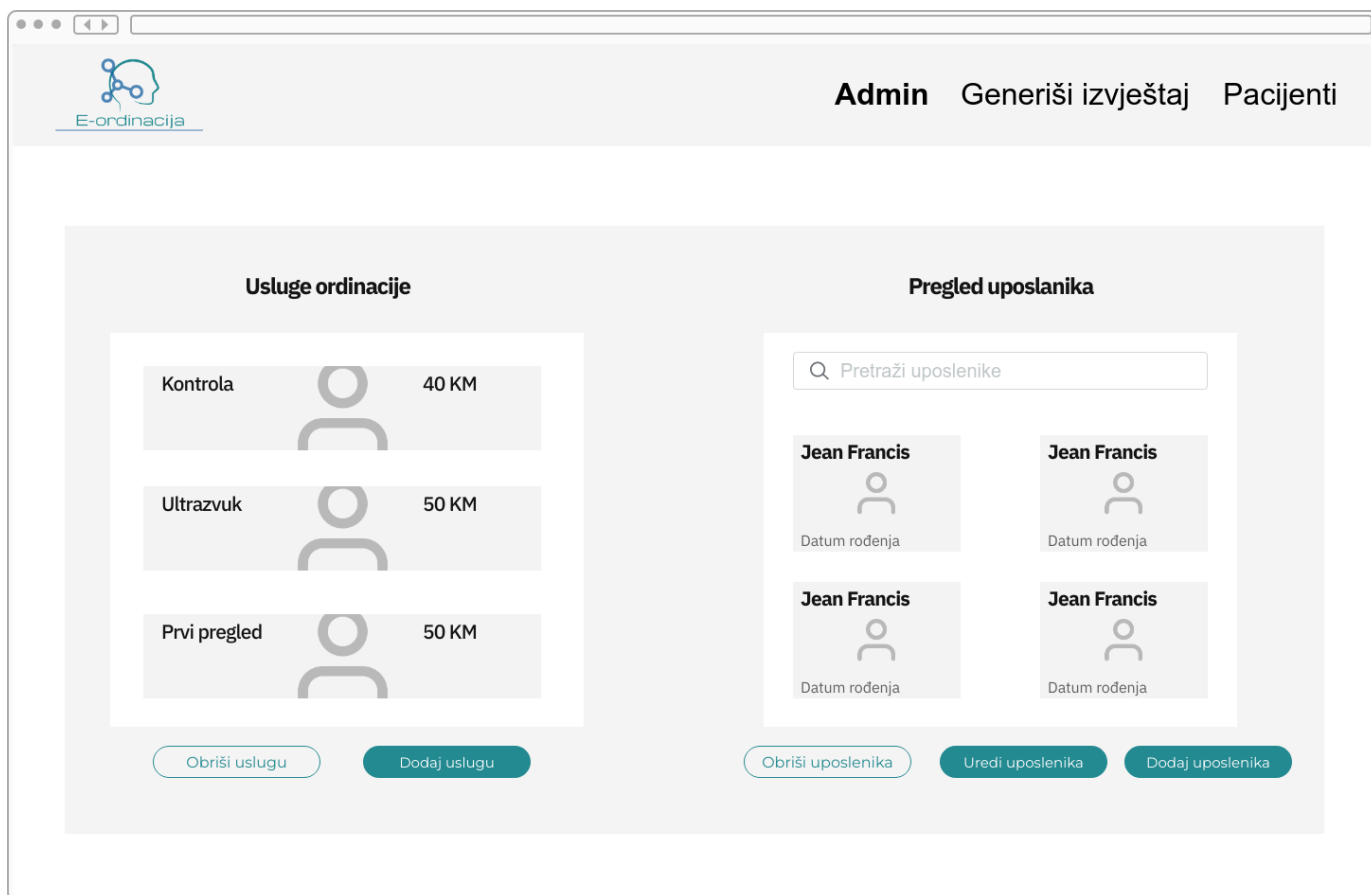 E-ordinacija
Admin Generiši izvještaj Pacijenti
Usluge ordinacije
Kontrola 40 KM
Ultrazvuk 50 KM
Prvi pregled 50 KM
Obriši uslugu Dodaj uslugu
Pregled uposlanika
Pretraži uposlenike
Jean Francis Jean Francis
Datum rođenja Datum rođenja
Jean Francis Jean Francis
Datum rođenja Datum rođenja
Obriši uposlenika Uredi uposlenika Dodaj uposlenika